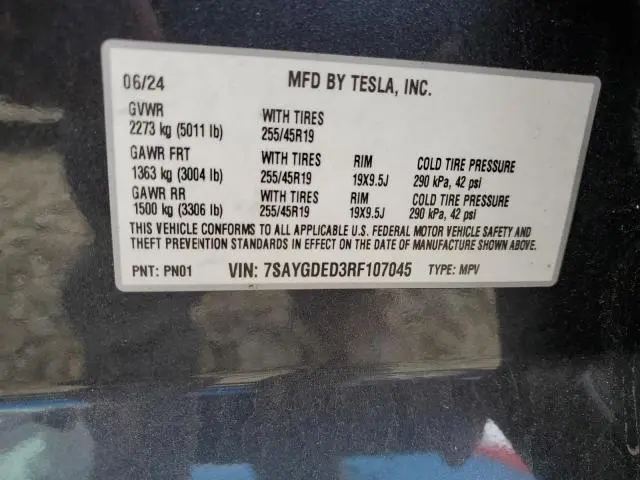 06/24 MFD BY TESLA, INC.
GVWR WITH TIRES
2273 kg (5011 lb) 255/45R19
GAWR FRT WITH TIRES RIM COLD TIRE PRESSURE
1363 kg (3004 lb) 255/45R19 19X9.5J 290 kPa, 42 psi
GAWR RR WITH TIRES RIM COLD TIRE PRESSURE
1500 kg (3306 lb) 255/45R19 19X9.5J 290 kPa, 42 psi
THIS VEHICLE CONFORMS TO ALL APPLICABLE U.S. FEDERAL MOTOR VEHICLE SAFETY AND
THEFT PREVENTION STANDARDS IN EFFECT ON THE DATE OF MANUFACTURE SHOWN ABOVE.
PNT: PN01 VIN: 7SAYGDED3RF107045 TYPE: MPV